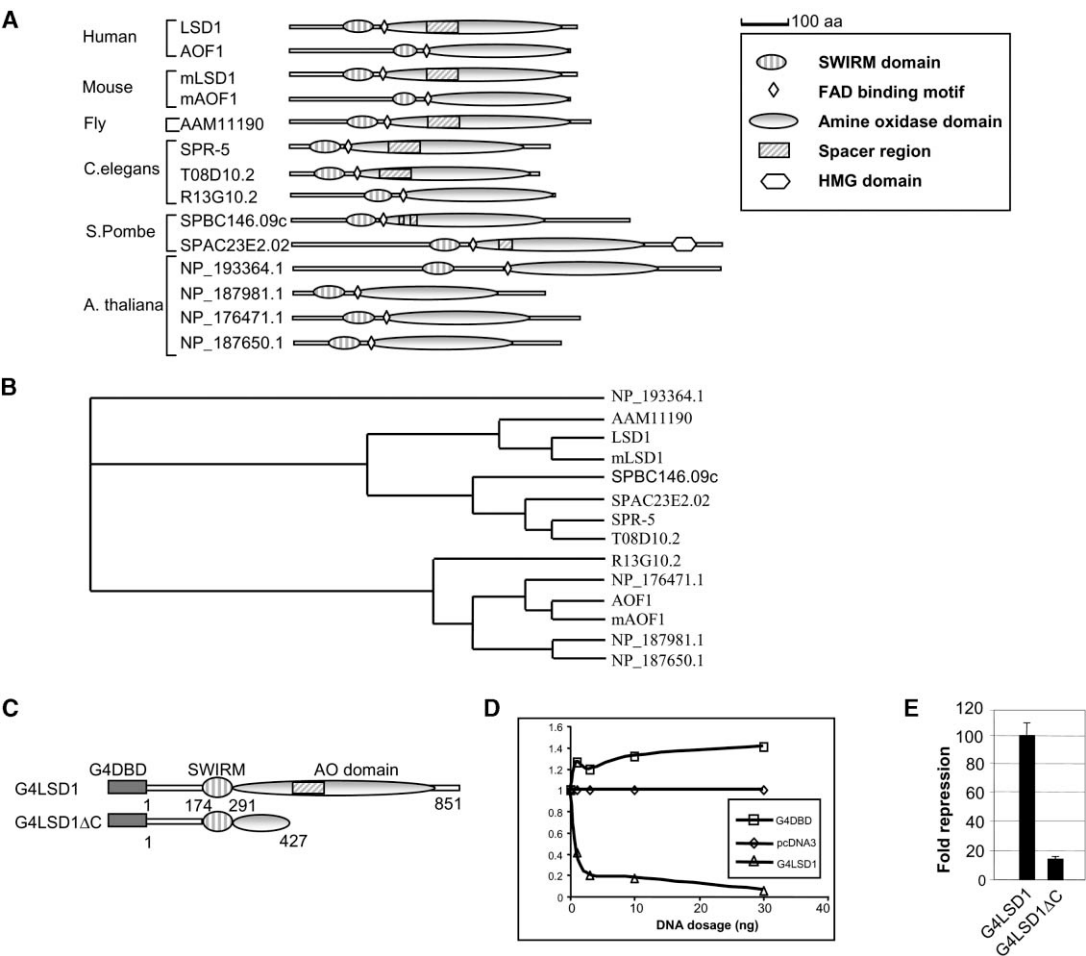 A
Human
LSD1
AOF1
Mouse
mLSD1
mAOF1
Fly
AAM11190
C.elegans
SPR-5
T08D10.2
R13G10.2
S.Pombe
SPBC146.09c
SPAC23E2.02
A. thaliana
NP_193364.1
NP_187981.1
NP_176471.1
NP_187650.1
100 aa
SWIRM domain
FAD binding motif
Amine oxidase domain
Spacer region
HMG domain
B
NP_193364.1
AAM11190
LSD1
mLSD1
SPBC146.09c
SPAC23E2.02
SPR-5
T08D10.2
R13G10.2
NP_176471.1
AOF1
mAOF1
NP_187981.1
NP_187650.1
C
G4DBD SWIRM AO domain
G4LSD1
1 174 291 851
G4LSD1ΔC
1 427
D
1.6
1.4
1.2
1
0.8
0.6
0.4
0.2
0
0 10 20 30 40
DNA dosage (ng)
G4DBD
pcDNA3
G4LSD1
E
Fold repression
120
100
80
60
40
20
0
G4LSD1
G4LSD1ΔC